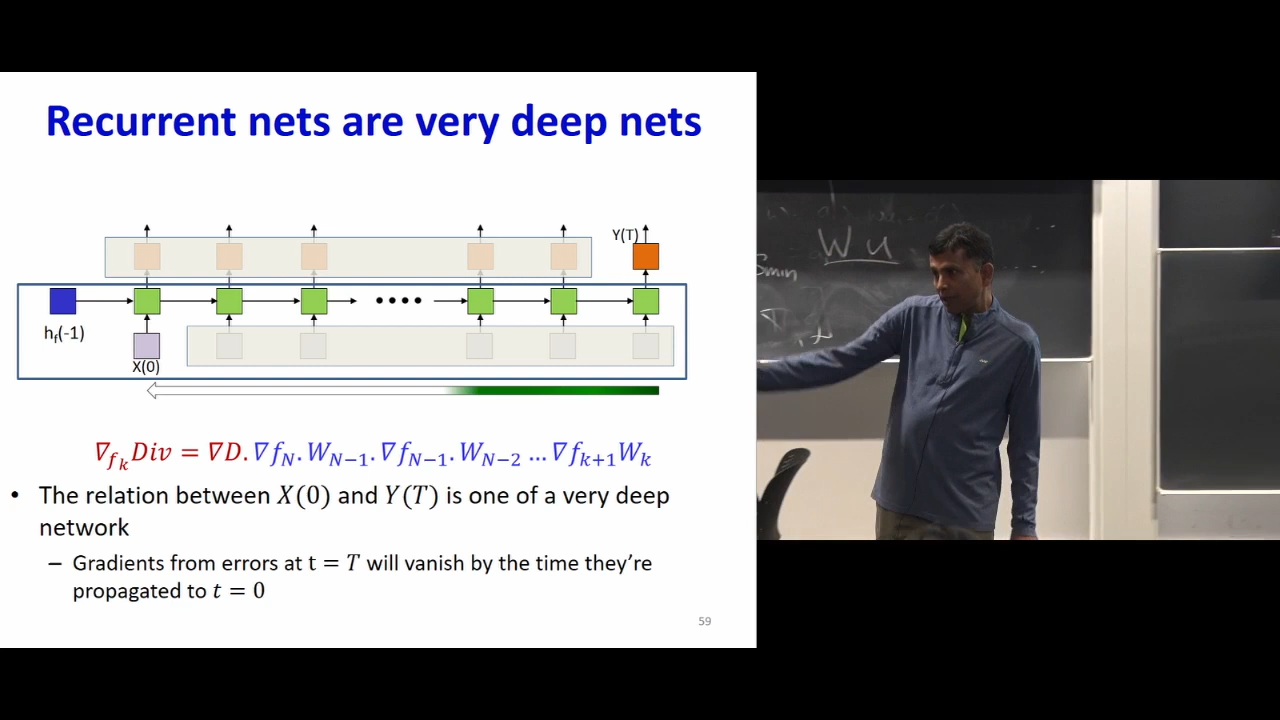 Recurrent nets are very deep nets
Y(T)
h_f(-1)
X(0)
∇_{f_k}Div = ∇D. ∇f_N. W_{N−1}. ∇f_{N−1}. W_{N−2} … ∇f_{k+1}W_k
• The relation between X(0) and Y(T) is one of a very deep
network
– Gradients from errors at t = T will vanish by the time they’re
propagated to t = 0
59
W u